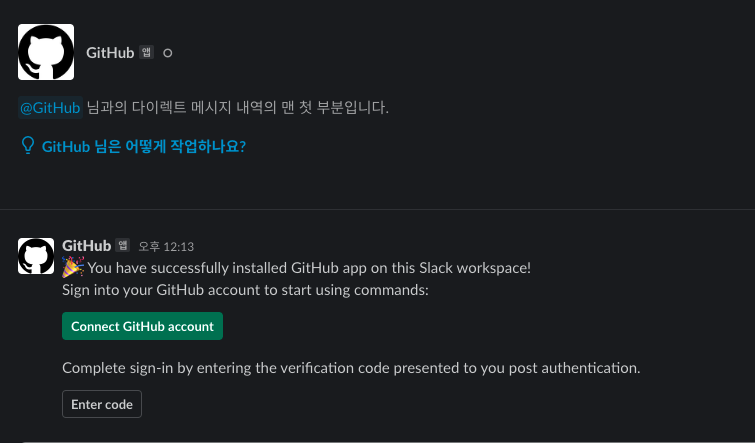 GitHub 앱
@GitHub 님과의 다이렉트 메시지 내역의 맨 첫 부분입니다.
GitHub 님은 어떻게 작업하나요?
GitHub 앱 오후 12:13
You have successfully installed GitHub app on this Slack workspace!
Sign into your GitHub account to start using commands:
Connect GitHub account
Complete sign-in by entering the verification code presented to you post authentication.
Enter code